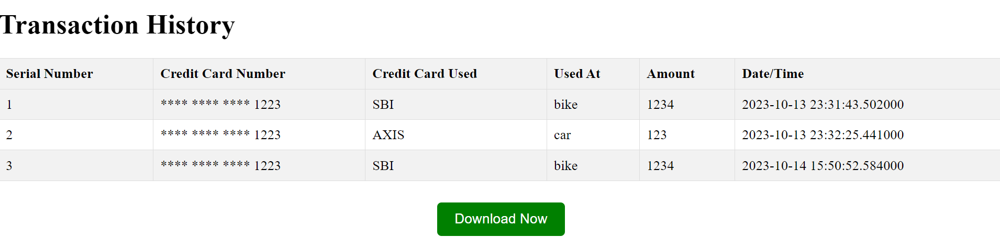 Transaction History
Serial Number Credit Card Number Credit Card Used Used At Amount Date/Time
1 **** **** **** 1223 SBI bike 1234 2023-10-13 23:31:43.502000
2 **** **** **** 1223 AXIS car 123 2023-10-13 23:32:25.441000
3 **** **** **** 1223 SBI bike 1234 2023-10-14 15:50:52.584000
Download Now